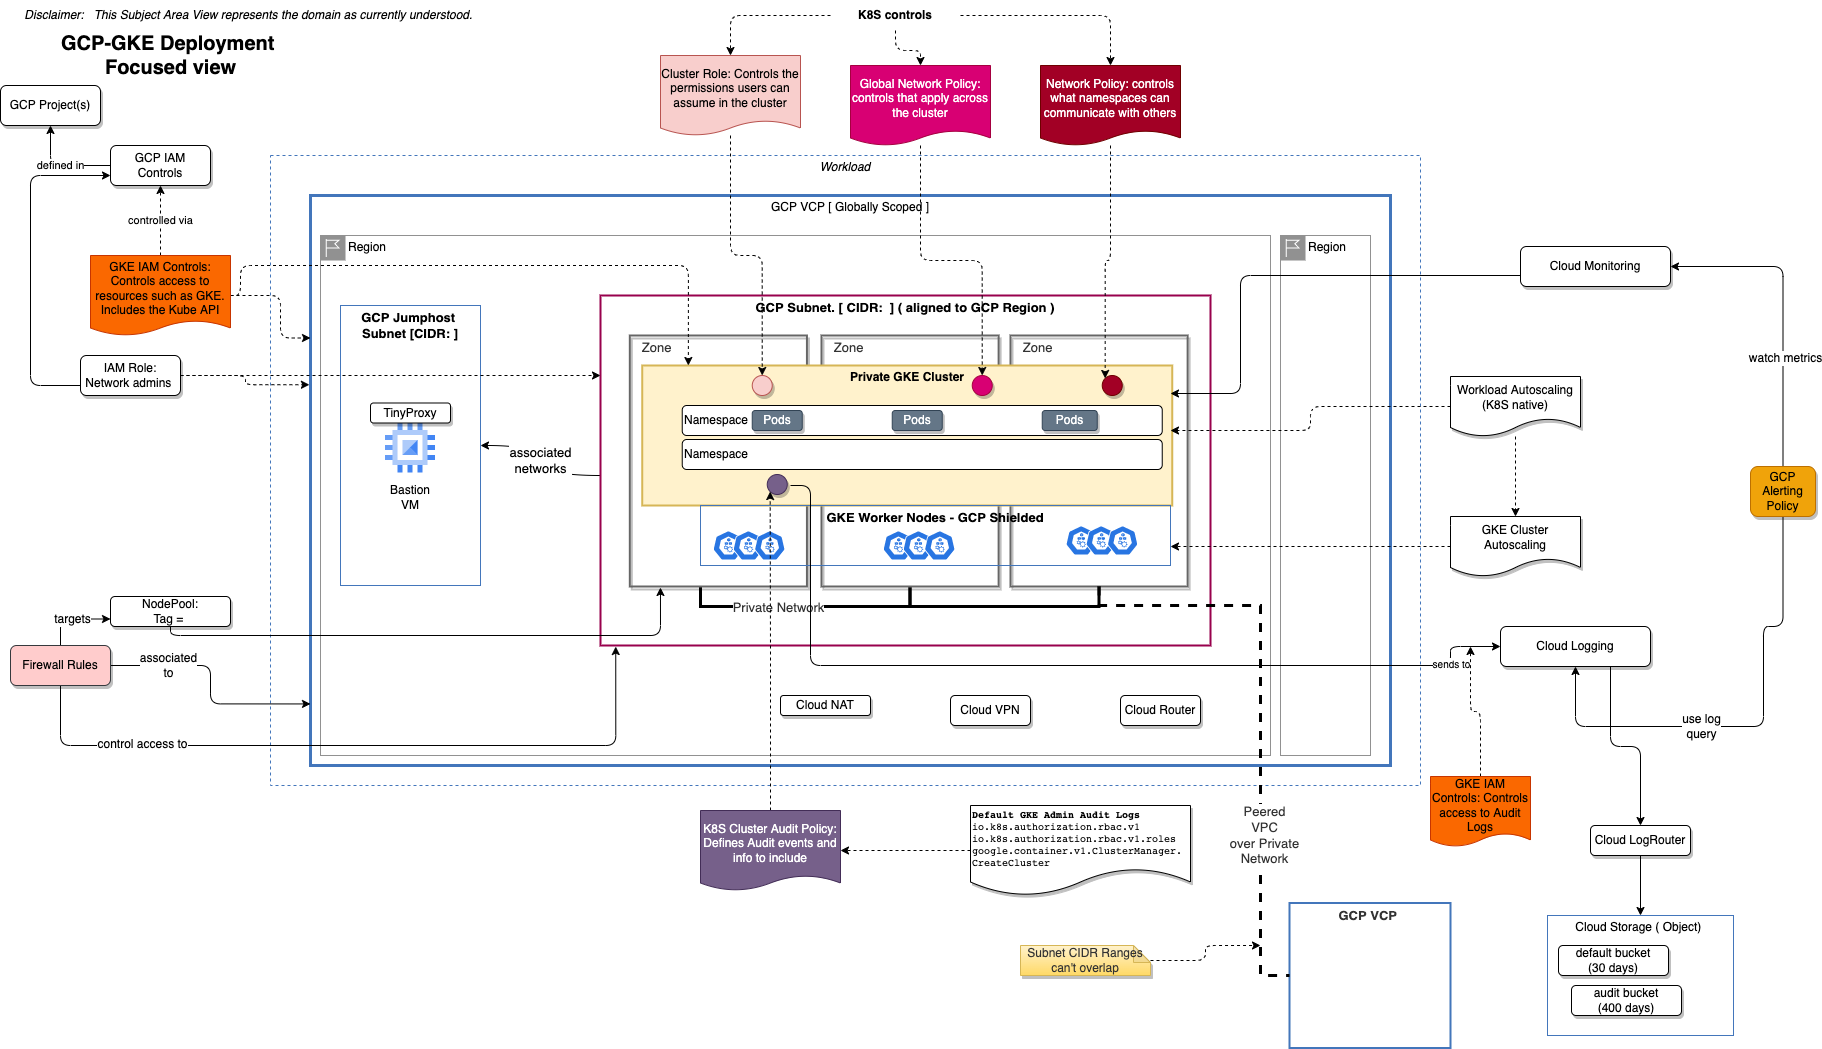 Disclaimer:   This Subject Area View represents the domain as currently understood.
GCP-GKE Deployment
Focused view
K8S controls
Cluster Role: Controls the
permissions users can
assume in the cluster
Global Network Policy:
controls that apply across
the cluster
Network Policy: controls
what namespaces can
communicate with others
GCP Project(s)
defined in
GCP IAM
Controls
controlled via
GKE IAM Controls:
Controls access to
resources such as GKE.
Includes the Kube API
IAM Role:
Network admins
Workload
GCP VCP [ Globally Scoped ]
Region
Region
GCP Jumphost
Subnet [CIDR: ]
TinyProxy
Bastion
VM
associated
networks
GCP Subnet. [ CIDR:  ] ( aligned to GCP Region )
Zone
Zone
Zone
Private GKE Cluster
Namespace
Pods
Pods
Pods
Namespace
GKE Worker Nodes - GCP Shielded
Private Network
Cloud NAT
Cloud VPN
Cloud Router
Cloud Monitoring
watch metrics
Workload Autoscaling
(K8S native)
GCP
Alerting
Policy
GKE Cluster
Autoscaling
NodePool:
Tag =
targets
Firewall Rules
associated
to
control access to
sends to
Cloud Logging
use log
query
GKE IAM
Controls: Controls
access to Audit
Logs
Cloud LogRouter
Cloud Storage ( Object)
default bucket
(30 days)
audit bucket
(400 days)
K8S Cluster Audit Policy:
Defines Audit events and
info to include
Default GKE Admin Audit Logs
io.k8s.authorization.rbac.v1
io.k8s.authorization.rbac.v1.roles
google.container.v1.ClusterManager.
CreateCluster
Peered
VPC
over Private
Network
Subnet CIDR Ranges
can't overlap
GCP VCP